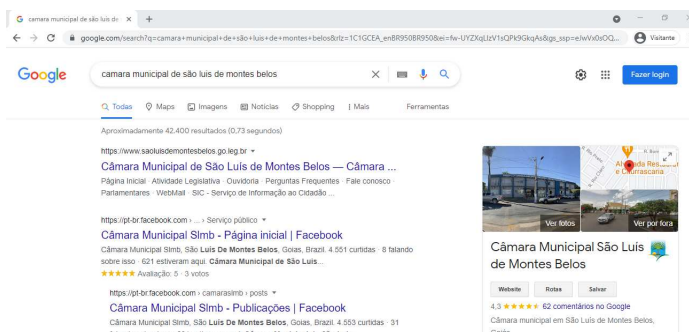 camara municipal de são luis de
google.com/search?q=camara+municipal+de+são+luis+de+montes+belos&rlz=1C1GCEA_enBR950BR950&ei=fw-UYZXqLlzV1sQPk9GkqAs&gs_ssp=eJwVx0sOQ...
Visitante
Google
camara municipal de são luis de montes belos
Fazer login
Todas Maps Imagens Notícias Shopping Mais Ferramentas
Aproximadamente 42.400 resultados (0,73 segundos)
https://www.saoluisdemontesbelos.go.leg.br
Câmara Municipal de São Luís de Montes Belos — Câmara ...
Página Inicial · Atividade Legislativa · Ouvidoria · Perguntas Frequentes · Fale conosco ·
Parlamentares · WebMail · SIC - Serviço de Informação ao Cidadão ...
https://pt-br.facebook.com › ... › Serviço público
Câmara Municipal Slmb - Página inicial | Facebook
Câmara Municipal Slmb, São Luis De Montes Belos, Goias, Brazil. 4.551 curtidas · 8 falando
sobre isso · 621 estiveram aqui. Câmara Municipal de São Luis...
★★★★★ Avaliação: 5 · 3 votos
https://pt-br.facebook.com › camaraslmb › posts
Câmara Municipal Slmb - Publicações | Facebook
Câmara Municipal Slmb, São Luis De Montes Belos, Goias, Brazil. 4.553 curtidas · 31
Ver fotos
Ver por fora
Câmara Municipal São Luís
de Montes Belos
Website Rotas Salvar
4,3 ★★★★★ 62 comentários no Google
Câmara municipal em São Luís de Montes Belos,